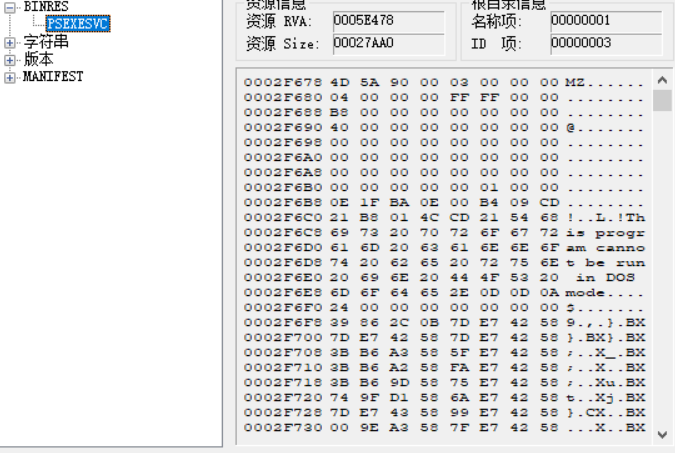 BINRES
PSEXESVC
字符串
版本
MANIFEST
资源信息
资源 RVA: 0005E478
资源 Size: 00027AA0
根目录信息
名称项: 00000001
ID 项: 00000003
0002F678 4D 5A 90 00 03 00 00 00 MZ......
0002F680 04 00 00 00 FF FF 00 00 ........
0002F688 B8 00 00 00 00 00 00 00 ........
0002F690 40 00 00 00 00 00 00 00 @.......
0002F698 00 00 00 00 00 00 00 00 ........
0002F6A0 00 00 00 00 00 00 00 00 ........
0002F6A8 00 00 00 00 00 00 00 00 ........
0002F6B0 00 00 00 00 00 01 00 00 ........
0002F6B8 0E 1F BA 0E 00 B4 09 CD ........
0002F6C0 21 B8 01 4C CD 21 54 68 !..L.!Th
0002F6C8 69 73 20 70 72 6F 67 72 is progr
0002F6D0 61 6D 20 63 61 6E 6E 6F am canno
0002F6D8 74 20 62 65 20 72 75 6E t be run
0002F6E0 20 69 6E 20 44 4F 53 20 in DOS
0002F6E8 6D 6F 64 65 2E 0D 0D 0A mode....
0002F6F0 24 00 00 00 00 00 00 00 $.......
0002F6F8 39 86 2C 0B 7D E7 42 58 9.,.}.BX
0002F700 7D E7 42 58 7D E7 42 58 }.BX}.BX
0002F708 3B B6 A3 58 5F E7 42 58 ;..X_.BX
0002F710 3B B6 A2 58 FA E7 42 58 ;..X..BX
0002F718 3B B6 9D 58 75 E7 42 58 ;..Xu.BX
0002F720 74 9F D1 58 6A E7 42 58 t..Xj.BX
0002F728 7D E7 43 58 99 E7 42 58 }.CX..BX
0002F730 00 9E A3 58 7F E7 42 58 ...X..BX